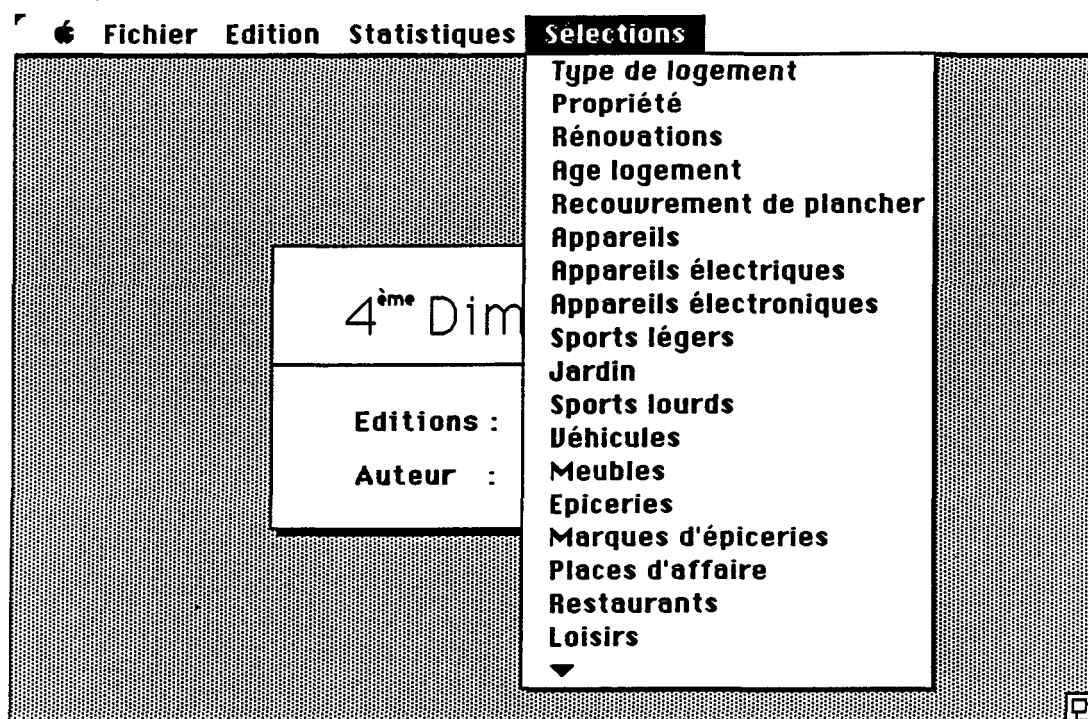 Fichier Edition Statistiques Sélections
Type de logement
Propriété
Rénovations
Age logement
Recouvrement de plancher
Appareils
Appareils électriques
Appareils électroniques
Sports légers
Jardin
Sports lourds
Véhicules
Meubles
Epiceries
Marques d'épiceries
Places d'affaire
Restaurants
Loisirs
4ème Dim
Editions :
Auteur :